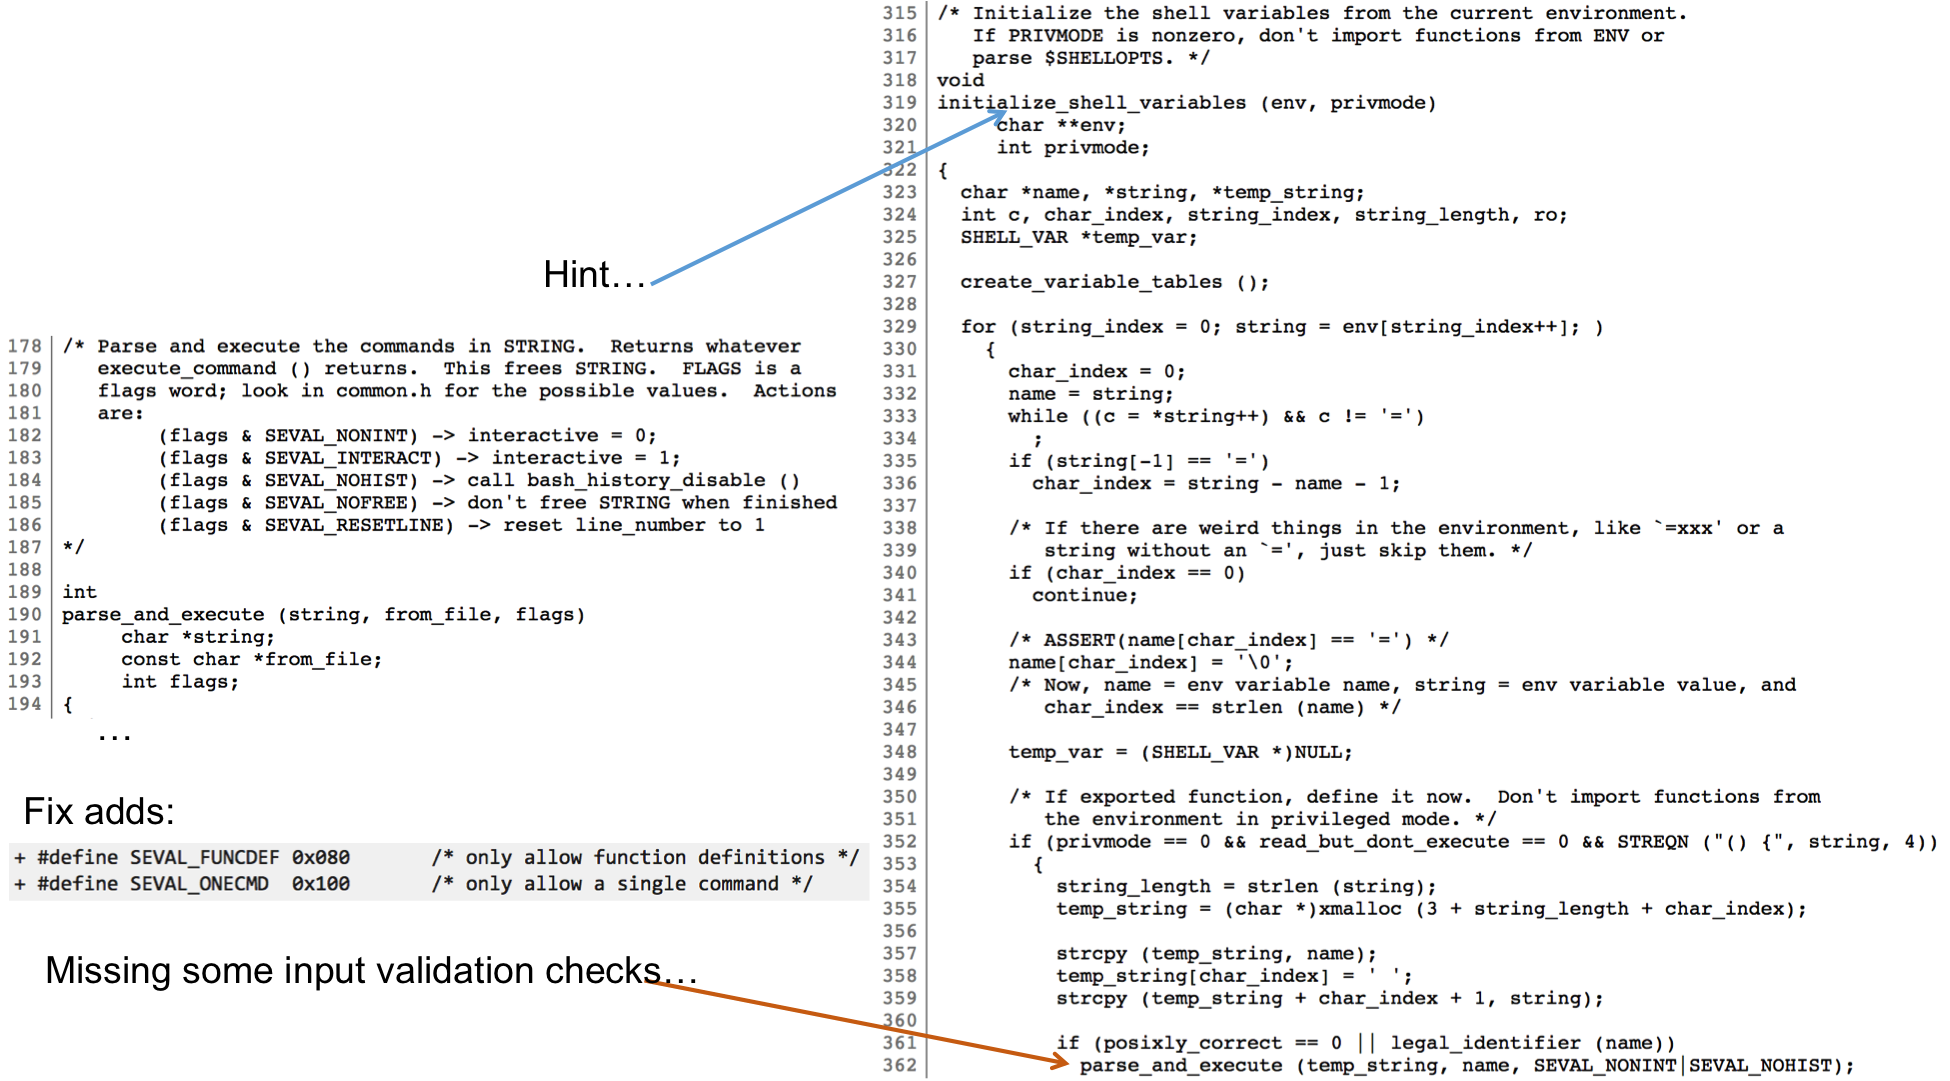 Hint…
178 /* Parse and execute the commands in STRING.  Returns whatever
179    execute_command () returns.  This frees STRING.  FLAGS is a
180    flags word; look in common.h for the possible values.  Actions
181    are:
182         (flags & SEVAL_NONINT) -> interactive = 0;
183         (flags & SEVAL_INTERACT) -> interactive = 1;
184         (flags & SEVAL_NOHIST) -> call bash_history_disable ()
185         (flags & SEVAL_NOFREE) -> don't free STRING when finished
186         (flags & SEVAL_RESETLINE) -> reset line_number to 1
187 */
188
189 int
190 parse_and_execute (string, from_file, flags)
191      char *string;
192      const char *from_file;
193      int flags;
194 {
...
Fix adds:
+ #define SEVAL_FUNCDEF 0x080       /* only allow function definitions */
+ #define SEVAL_ONECMD  0x100       /* only allow a single command */
Missing some input validation checks…
315 /* Initialize the shell variables from the current environment.
316    If PRIVMODE is nonzero, don't import functions from ENV or
317    parse $SHELLOPTS. */
318 void
319 initialize_shell_variables (env, privmode)
320      char **env;
321      int privmode;
322 {
323   char *name, *string, *temp_string;
324   int c, char_index, string_index, string_length, ro;
325   SHELL_VAR *temp_var;
326
327   create_variable_tables ();
328
329   for (string_index = 0; string = env[string_index++]; )
330     {
331       char_index = 0;
332       name = string;
333       while ((c = *string++) && c != '=')
334         ;
335       if (string[-1] == '=')
336         char_index = string - name - 1;
337
338       /* If there are weird things in the environment, like `=xxx' or a
339          string without an `=', just skip them. */
340       if (char_index == 0)
341         continue;
342
343       /* ASSERT(name[char_index] == '=') */
344       name[char_index] = '\0';
345       /* Now, name = env variable name, string = env variable value, and
346          char_index == strlen (name) */
347
348       temp_var = (SHELL_VAR *)NULL;
349
350       /* If exported function, define it now.  Don't import functions from
351          the environment in privileged mode. */
352       if (privmode == 0 && read_but_dont_execute == 0 && STREQN ("() {", string, 4))
353         {
354           string_length = strlen (string);
355           temp_string = (char *)xmalloc (3 + string_length + char_index);
356
357           strcpy (temp_string, name);
358           temp_string[char_index] = ' ';
359           strcpy (temp_string + char_index + 1, string);
360
361           if (posixly_correct == 0 || legal_identifier (name))
362             parse_and_execute (temp_string, name, SEVAL_NONINT|SEVAL_NOHIST);